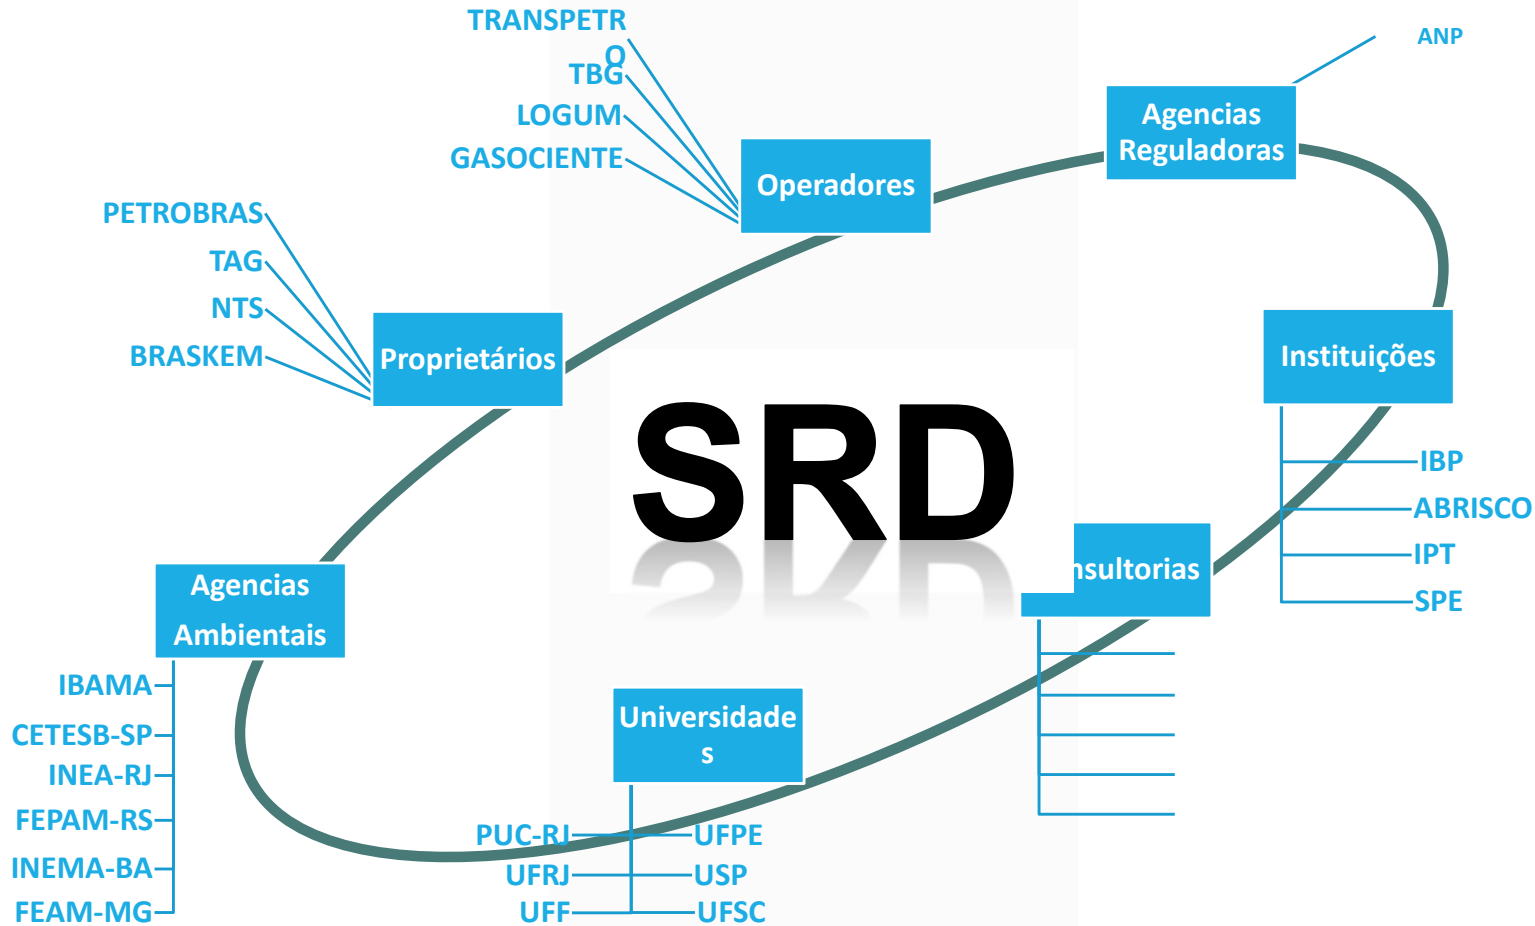 TRANSPETR
O
TBG
LOGUM
GASOCIENTE
Operadores
ANP
Agencias
Reguladoras
PETROBRAS
TAG
NTS
BRASKEM
Proprietários
Instituições
IBP
ABRISCO
IPT
SPE
SRD
nsultorias
Agencias
Ambientais
IBAMA
CETESB-SP
INEA-RJ
FEPAM-RS
INEMA-BA
FEAM-MG
Universidade
s
PUC-RJ
UFPE
UFRJ
USP
UFF
UFSC